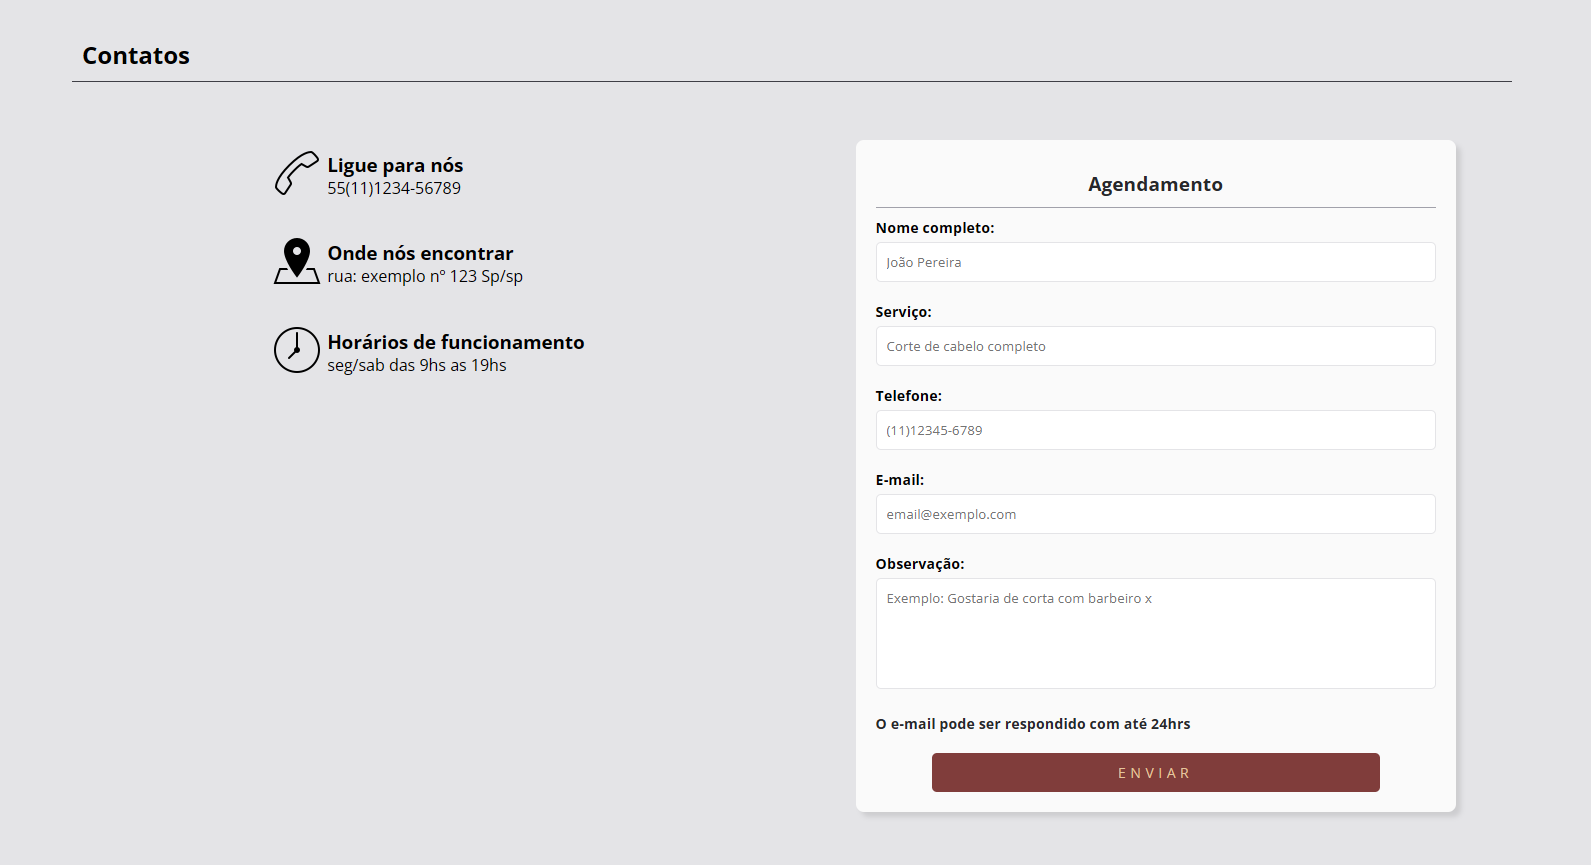 Contatos
Ligue para nós
55(11)1234-56789
Onde nós encontrar
rua: exemplo nº 123 Sp/sp
Horários de funcionamento
seg/sab das 9hs as 19hs
Agendamento
Nome completo:
João Pereira
Serviço:
Corte de cabelo completo
Telefone:
(11)12345-6789
E-mail:
email@exemplo.com
Observação:
Exemplo: Gostaria de corta com barbeiro x
O e-mail pode ser respondido com até 24hrs
ENVIAR